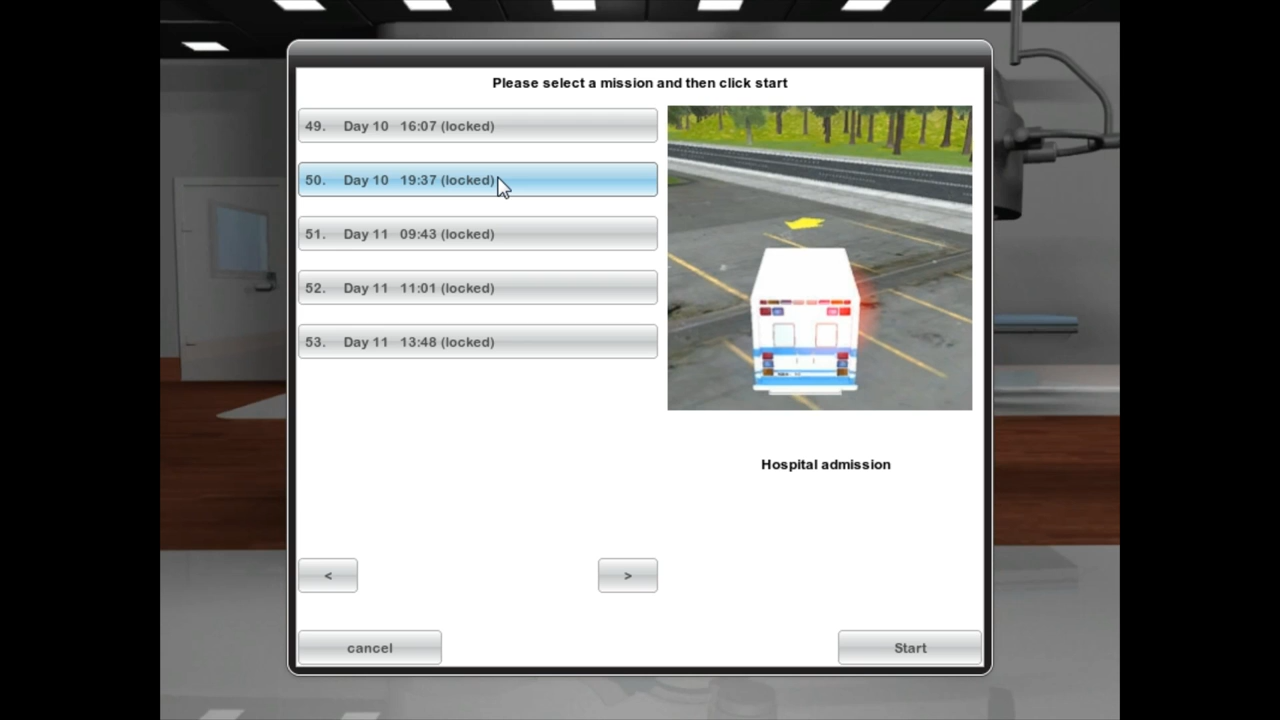 Please select a mission and then click start
49. Day 10 16:07 (locked)
50. Day 10 19:37 (locked)
51. Day 11 09:43 (locked)
52. Day 11 11:01 (locked)
53. Day 11 13:48 (locked)
Hospital admission
< >
cancel Start